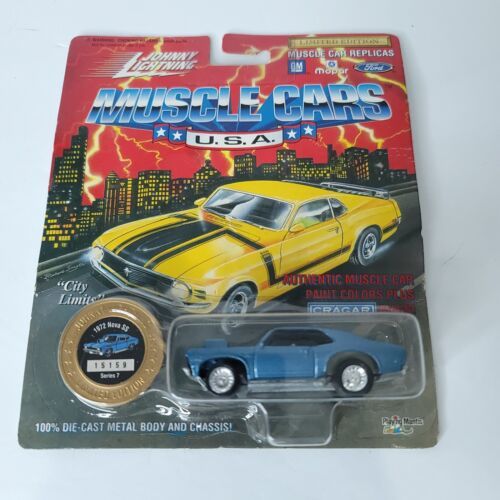 JOHNNY
LIGHTNING
LIMITED EDITION
MUSCLE CAR REPLICAS
GM
mopar
Ford
MUSCLE CARS
U.S.A.
"City
Limits"
AUTHENTIC MUSCLE CAR
PAINT COLORS PLUS
CRAGAR
1972 Nova SS
15159
Series 7
LIMITED EDITION
100% DIE-CAST METAL BODY AND CHASSIS!
Playing Mantis